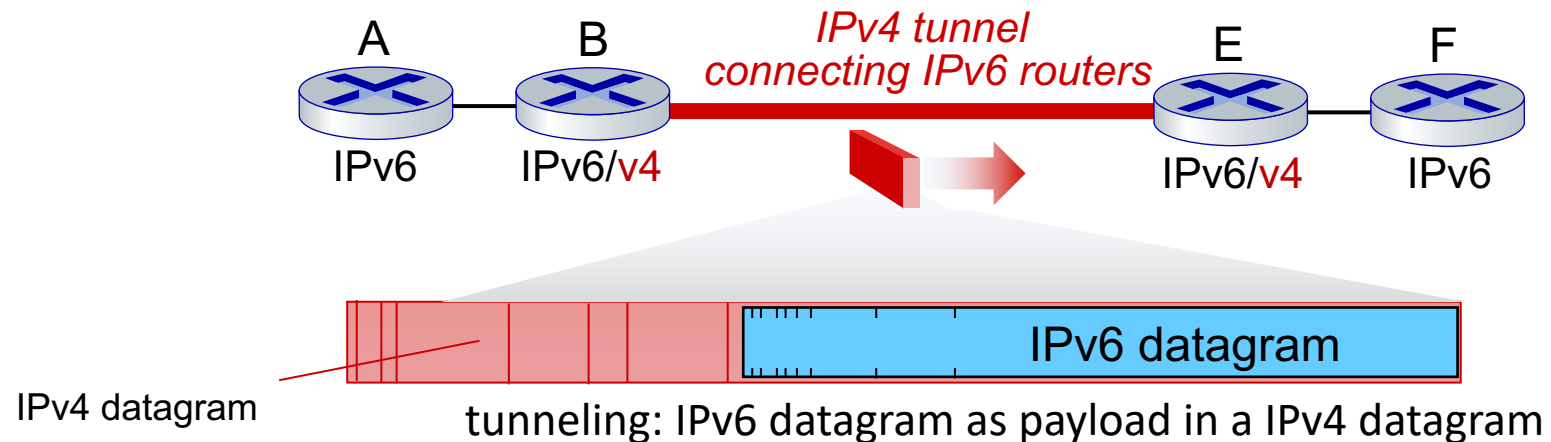 A
B
IPv4 tunnel
connecting IPv6 routers
E
F
IPv6
IPv6/v4
IPv6/v4
IPv6
IPv6 datagram
IPv4 datagram
tunneling: IPv6 datagram as payload in a IPv4 datagram